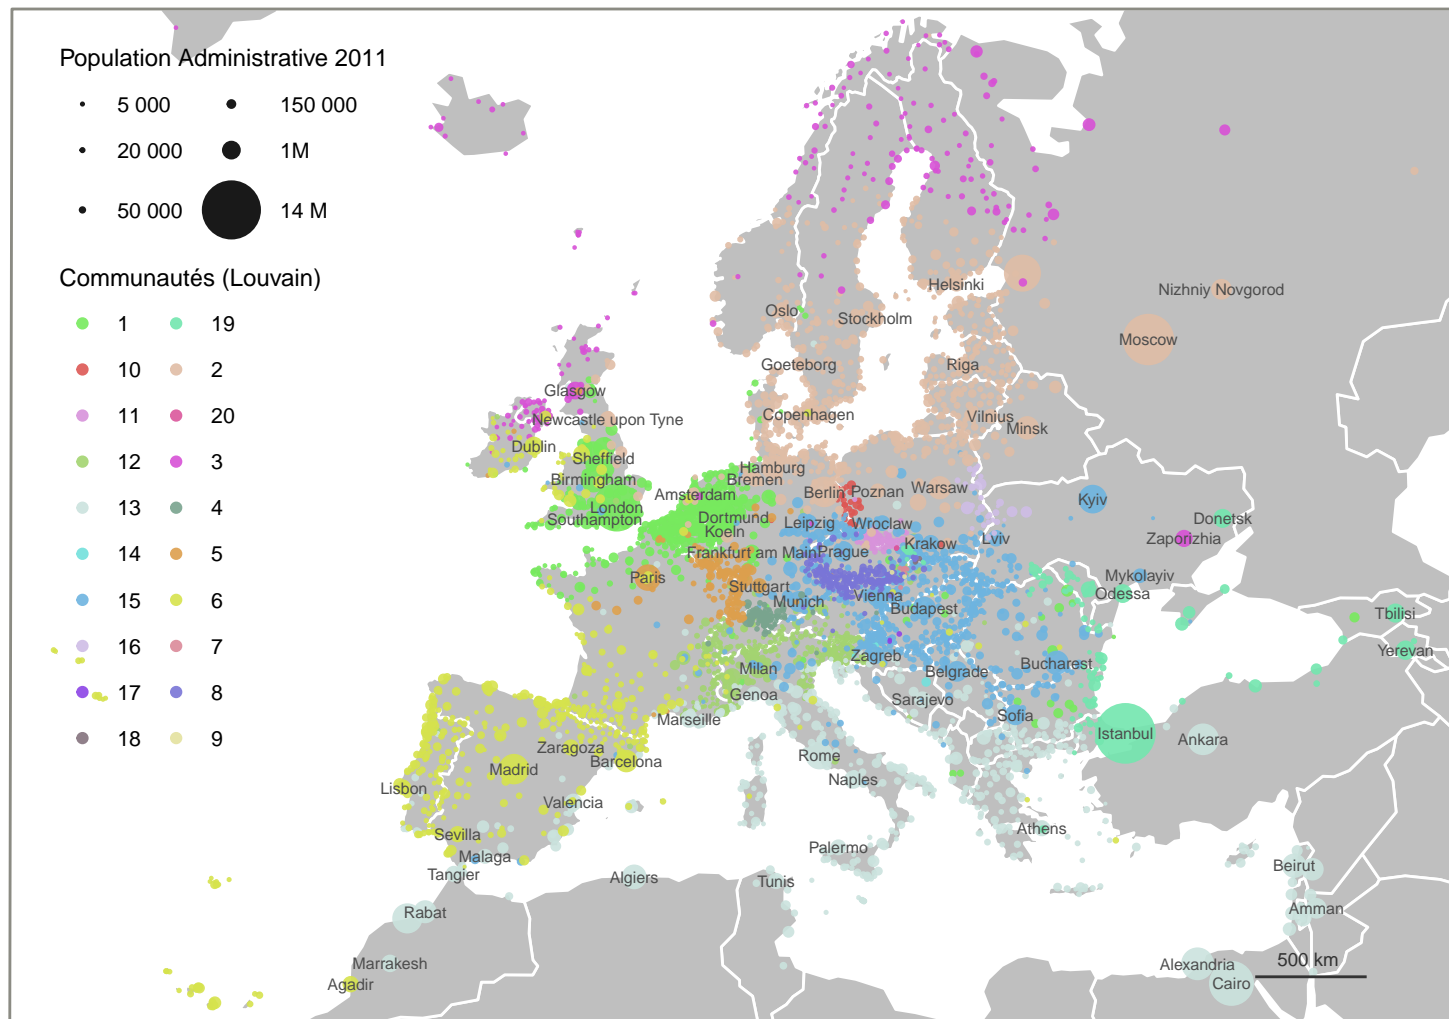 Population Administrative 2011
5 000
150 000
20 000
1M
50 000
14 M
Communautés (Louvain)
1
19
10
2
11
20
12
3
13
4
14
5
15
6
16
7
17
8
18
9
Helsinki
Nizhniy Novgorod
Oslo
Stockholm
Moscow
Goeteborg
Riga
Glasgow
Copenhagen
Vilnius
Minsk
Newcastle upon Tyne
Dublin
Sheffield
Hamburg
Birmingham
Bremen
Amsterdam
Berlin
Poznan
Warsaw
Kyiv
London
Southampton
Dortmund
Leipzig
Wroclaw
Donetsk
Koeln
Lviv
Zaporizhia
Frankfurt am Main
Prague
Krakow
Paris
Stuttgart
Mykolayiv
Munich
Vienna
Odessa
Budapest
Tbilisi
Yerevan
Milan
Zagreb
Bucharest
Belgrade
Genoa
Sarajevo
Marseille
Sofia
Istanbul
Ankara
Zaragoza
Rome
Barcelona
Madrid
Naples
Lisbon
Valencia
Sevilla
Athens
Malaga
Palermo
Tangier
Algiers
Tunis
Beirut
Rabat
Amman
Marrakesh
Alexandria
500 km
Agadir
Cairo